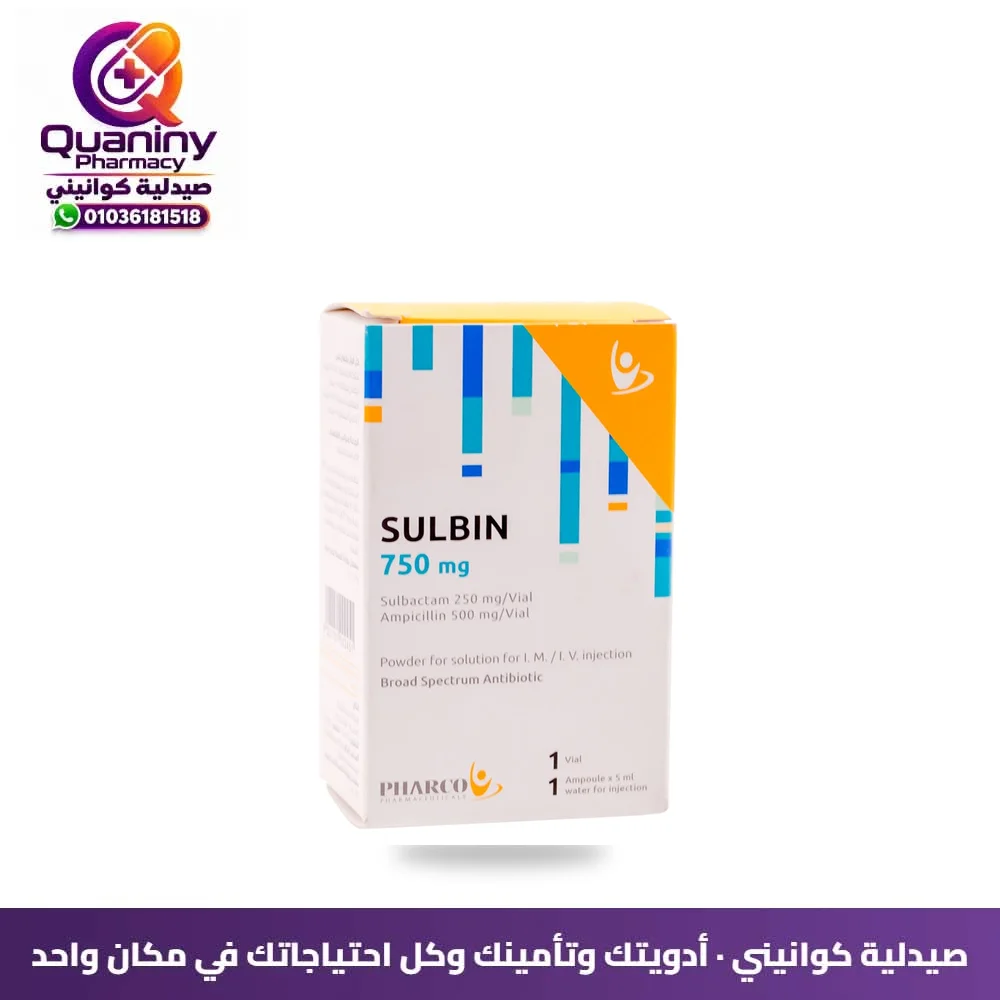 Quaniny
Pharmacy
صيدلية كوانيني
01036181518
SULBIN
750 mg
Sulbactam 250 mg/Vial
Ampicillin 500 mg/Vial
Powder for solution for I. M. / I. V. injection
Broad Spectrum Antibiotic
1 Vial
1 Ampoule x 5 ml
water for injection
PHARCO
PHARMACEUTICALS
صيدلية كوانيني · أدويتك وتأمينك وكل احتياجاتك في مكان واحد